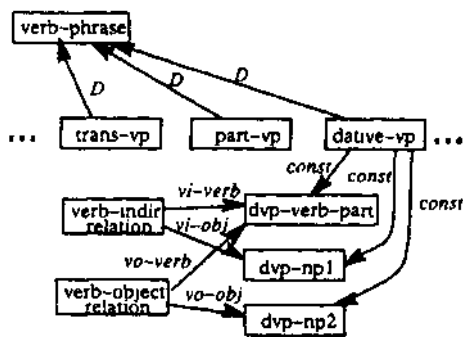 verb-phrase
D
D
D
... trans-vp part-vp dative-vp ...
const
const
const
vi-verb
verb-indir
relation
dvp-verb-part
vi-obj
vo-verb
dvp-np1
verb-object
relation
vo-obj
dvp-np2